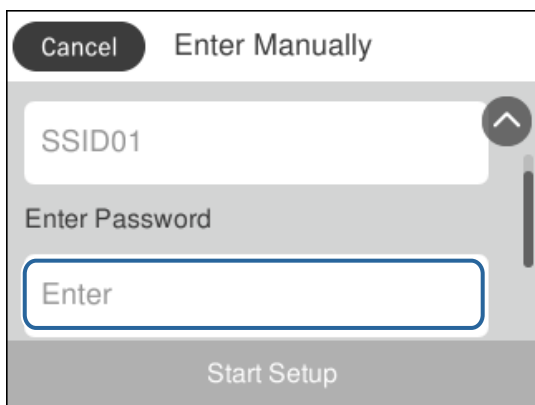 Cancel Enter Manually
SSID01
Enter Password
Enter
Start Setup